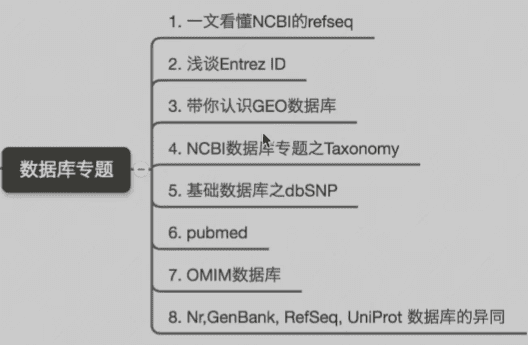 数据库专题
1. 一文看懂NCBI的refseq
2. 浅谈Entrez ID
3. 带你认识GEO数据库
4. NCBI数据库专题之Taxonomy
5. 基础数据库之dbSNP
6. pubmed
7. OMIM数据库
8. Nr,GenBank, RefSeq, UniProt 数据库的异同